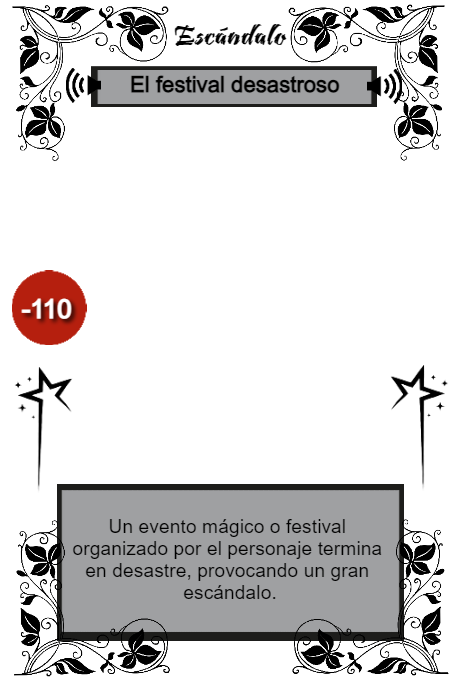 Escándalo
El festival desastroso
-110
Un evento mágico o festival
organizado por el personaje termina
en desastre, provocando un gran
escándalo.